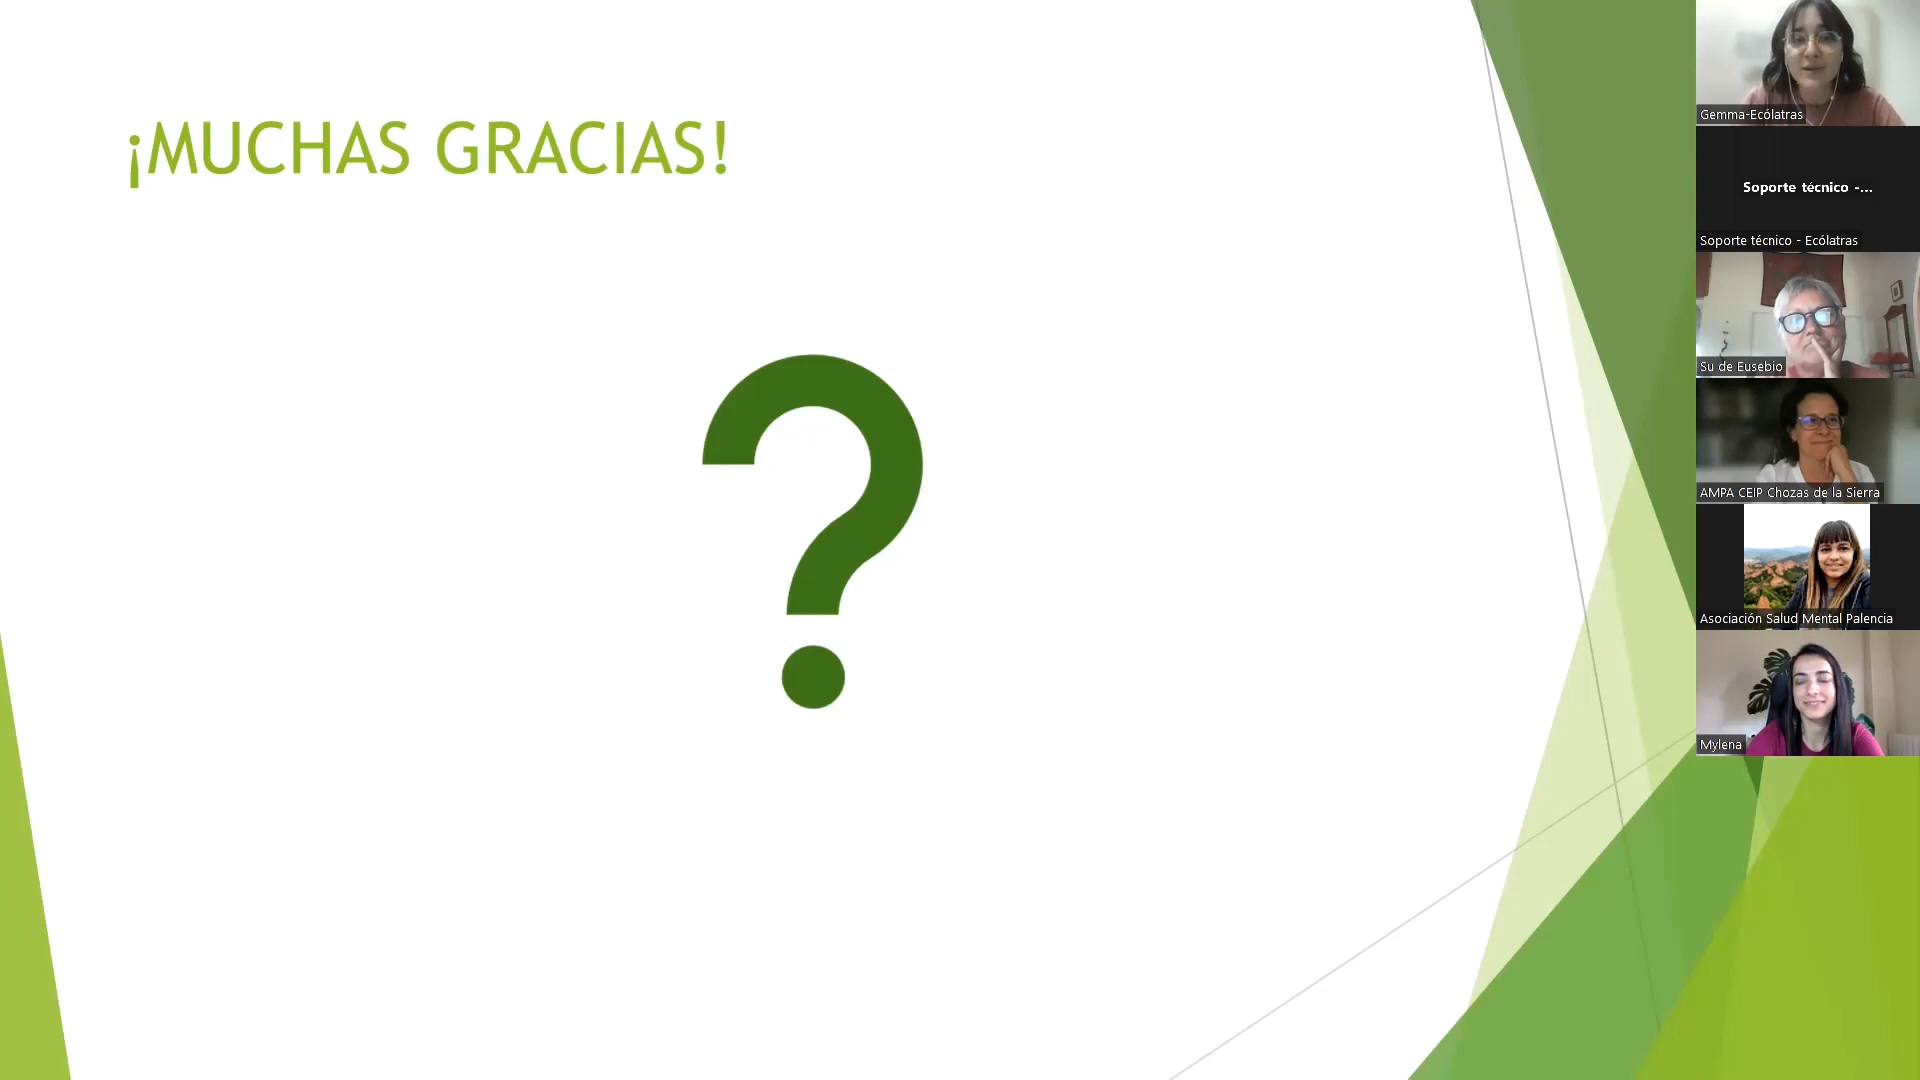 ¡MUCHAS GRACIAS!
?
Gemma-Ecólatras
Soporte técnico -...
Soporte técnico - Ecólatras
Su de Eusebio
AMPA CEIP Chozas de la Sierra
Asociación Salud Mental Palencia
Mylena